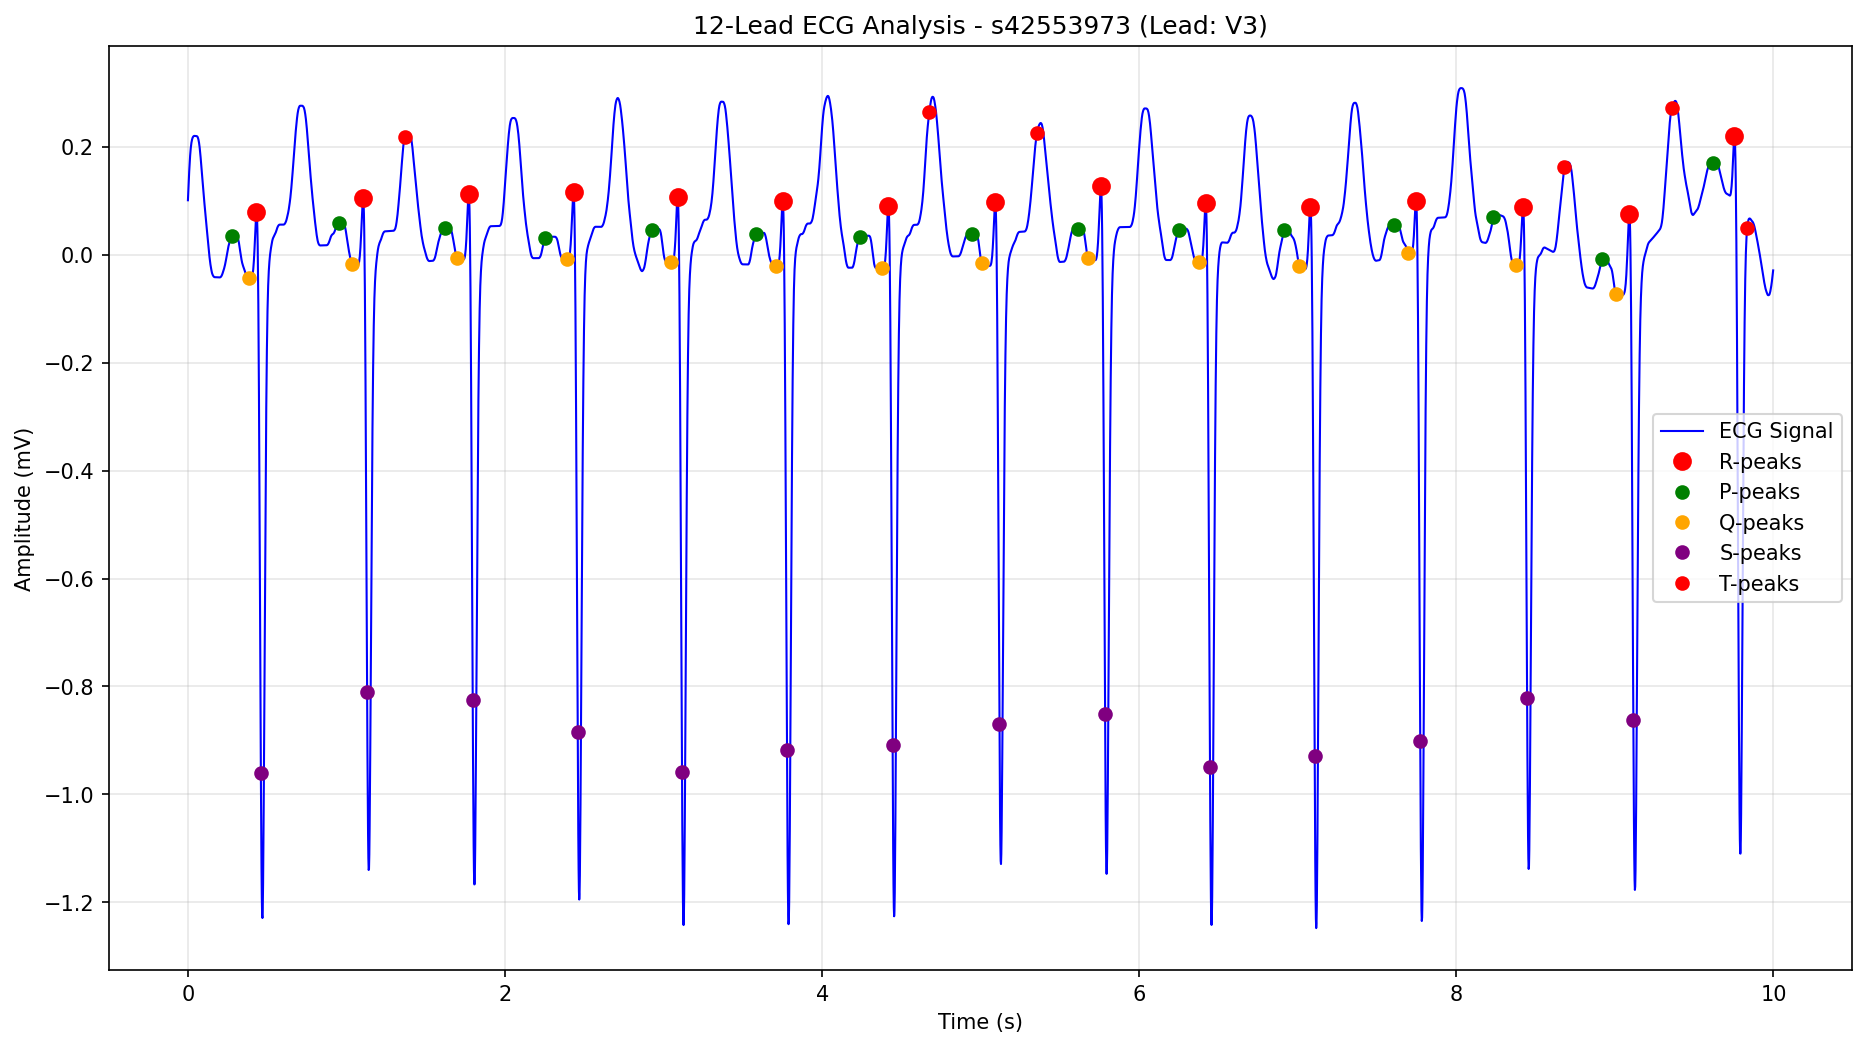 12-Lead ECG Analysis - s42553973 (Lead: V3)
Amplitude (mV)
0.2
0.0
−0.2
−0.4
−0.6
−0.8
−1.0
−1.2
ECG Signal
R-peaks
P-peaks
Q-peaks
S-peaks
T-peaks
0 2 4 6 8 10
Time (s)